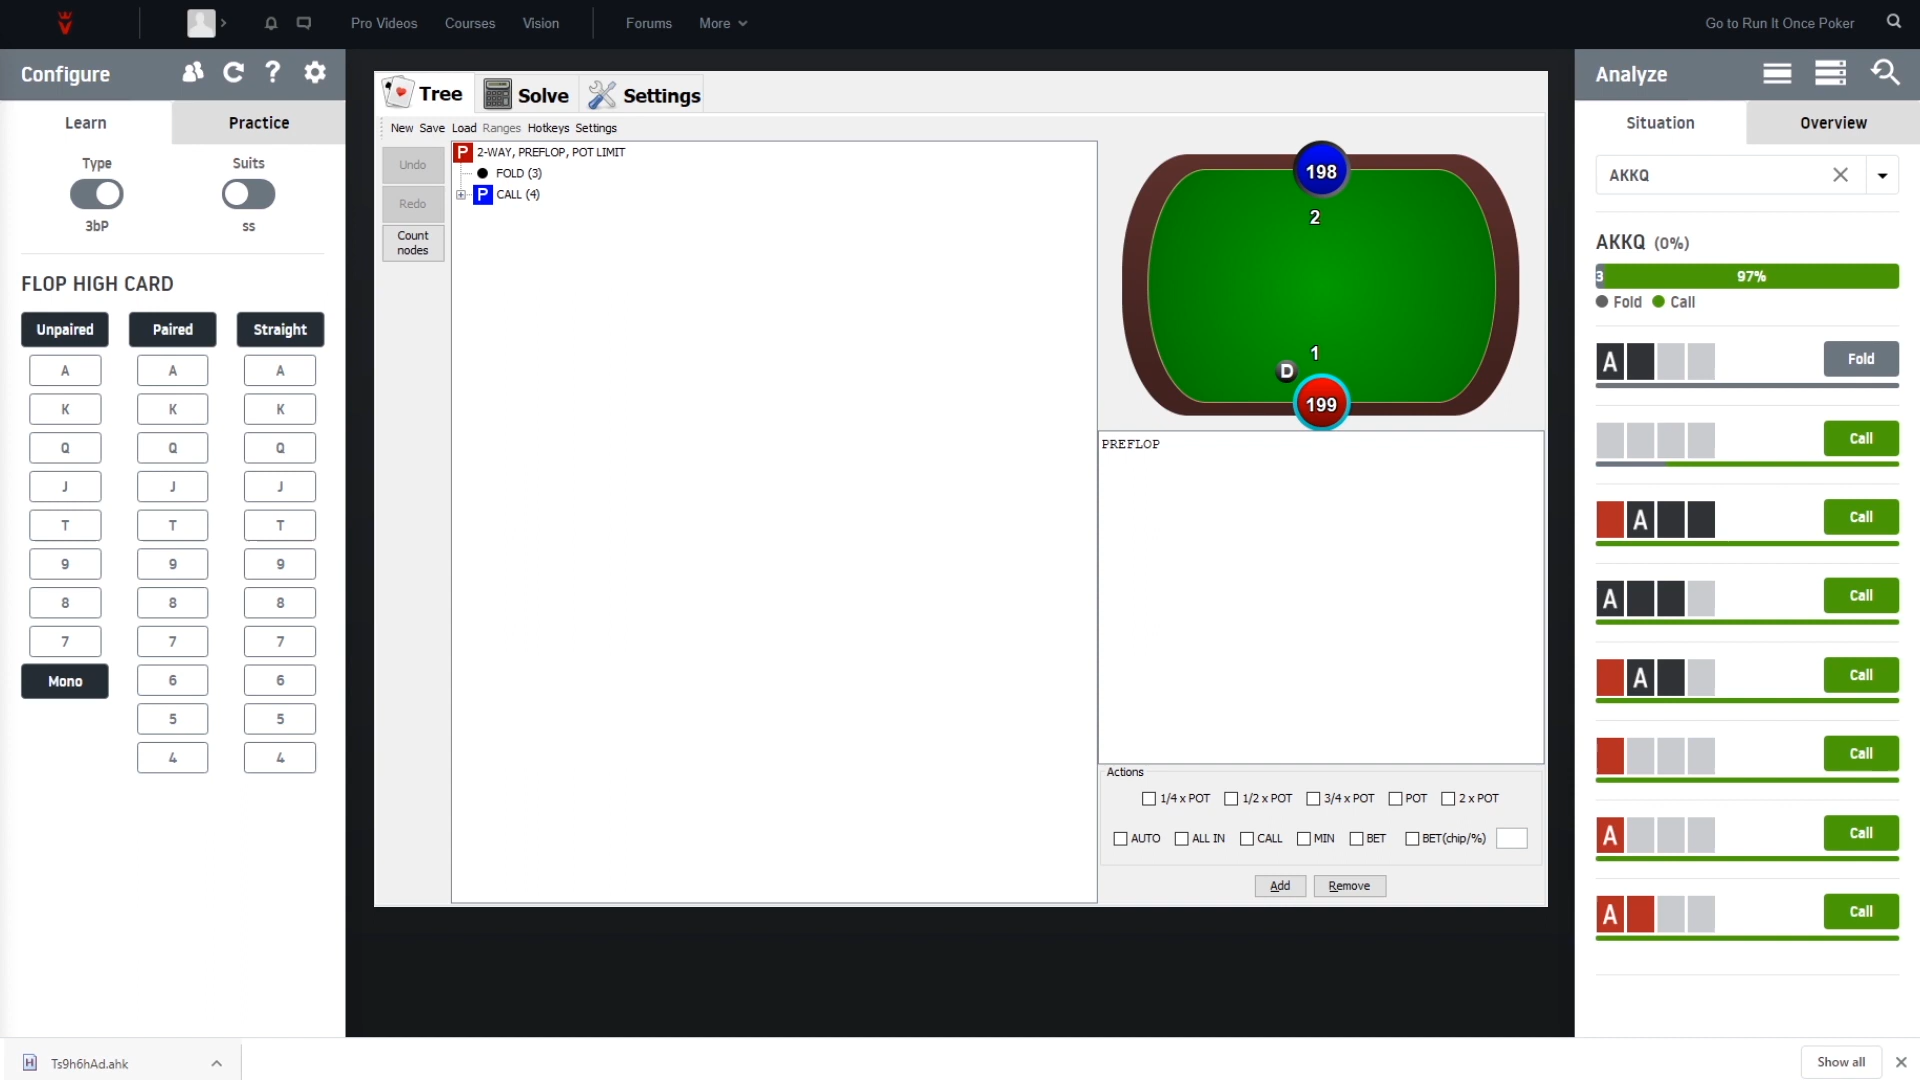 Pro Videos Courses Vision Forums More Go to Run It Once Poker
Configure
Learn Practice
Type Suits
3bP ss
FLOP HIGH CARD
Unpaired Paired Straight
A A A
K K K
Q Q Q
J J J
T T T
9 9 9
8 8 8
7 7 7
Mono 6 6
5 5
4 4
Tree Solve Settings
New Save Load Ranges Hotkeys Settings
Undo
Redo
Count
nodes
P 2-WAY, PREFLOP, POT LIMIT
FOLD (3)
P CALL (4)
198
2
1
D
199
PREFLOP
Actions
1/4 x POT 1/2 x POT 3/4 x POT POT 2 x POT
AUTO ALL IN CALL MIN BET BET(chip/%)
Add Remove
Analyze
Situation Overview
AKKQ
AKKQ (0%)
3 97%
Fold Call
A Fold
Call
A Call
A Call
A Call
Call
A Call
A Call
H Ts9h6hAd.ahk
Show all